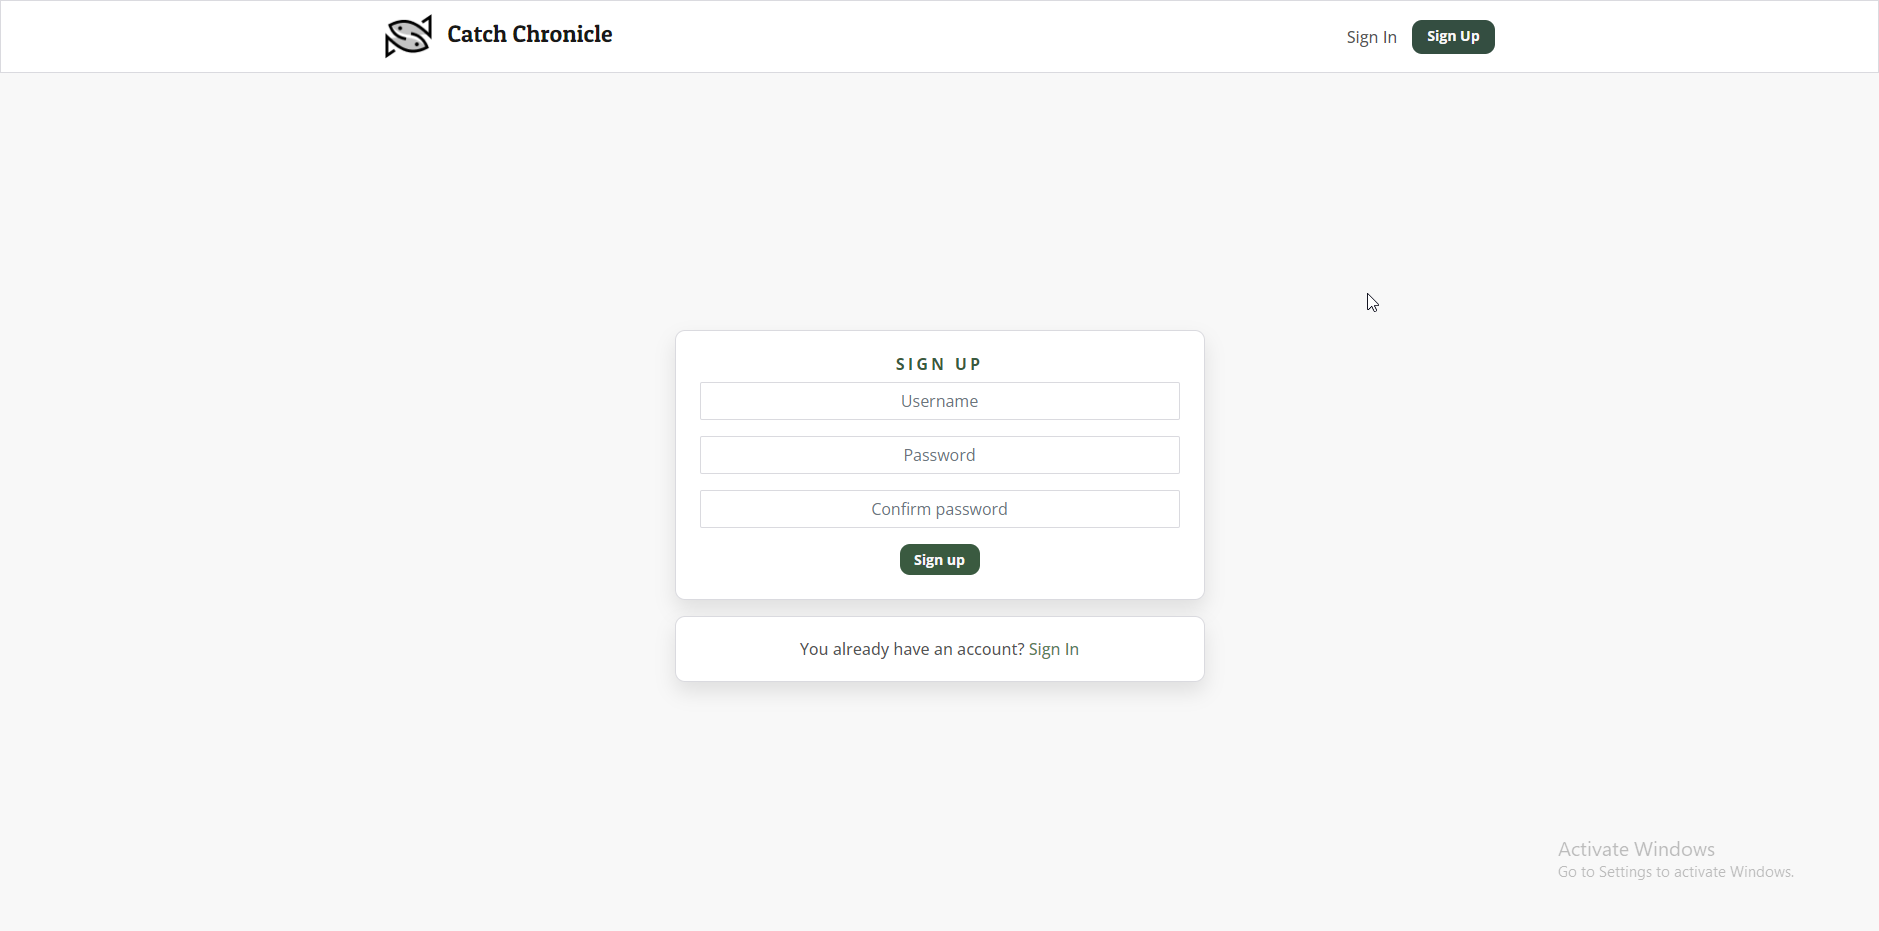 Catch Chronicle
Sign In
Sign Up
SIGN UP
Username
Password
Confirm password
Sign up
You already have an account? Sign In
Activate Windows
Go to Settings to activate Windows.